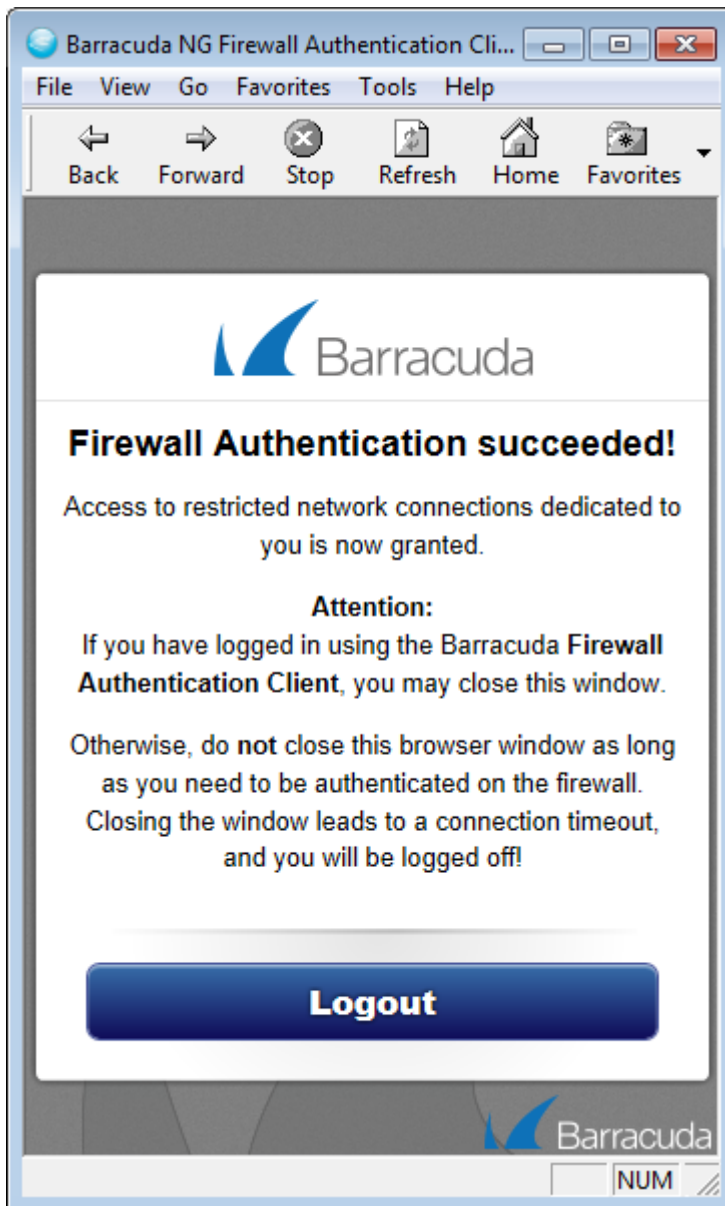 Barracuda NG Firewall Authentication Cli...
File View Go Favorites Tools Help
Back Forward Stop Refresh Home Favorites
Barracuda
Firewall Authentication succeeded!
Access to restricted network connections dedicated to
you is now granted.
Attention:
If you have logged in using the Barracuda Firewall
Authentication Client, you may close this window.
Otherwise, do not close this browser window as long
as you need to be authenticated on the firewall.
Closing the window leads to a connection timeout,
and you will be logged off!
Logout
Barracuda
NUM